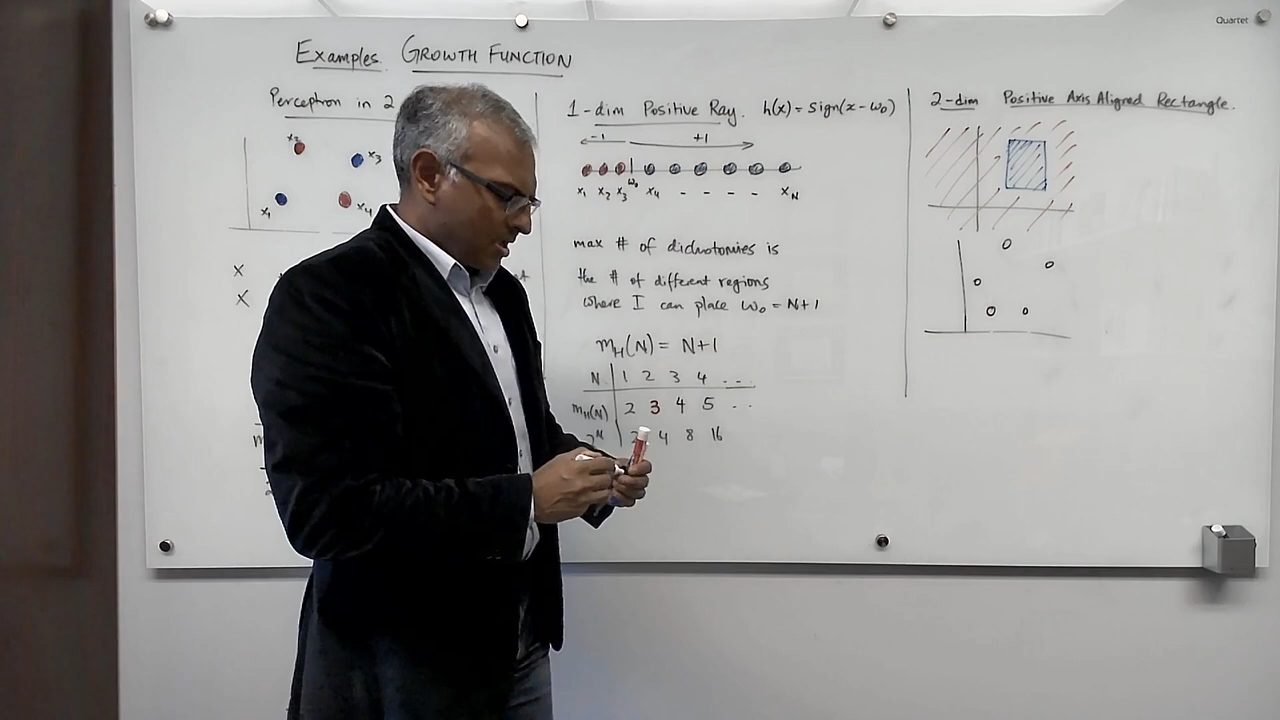 Quartet
Examples. GROWTH FUNCTION
Perceptron in 2
x2
x3
x1
x4
X
X
1-dim Positive Ray. h(x) = sign(x-w0)
-1 +1
w0
x1 x2 x3 x4 - - - - xN
max # of dichotomies is
the # of different regions
where I can place w0 = N+1
mH(N) = N+1
N 1 2 3 4 ...
mH(N) 2 3 4 5 ..
2 4 8 16
2-dim Positive Axis Aligned Rectangle.